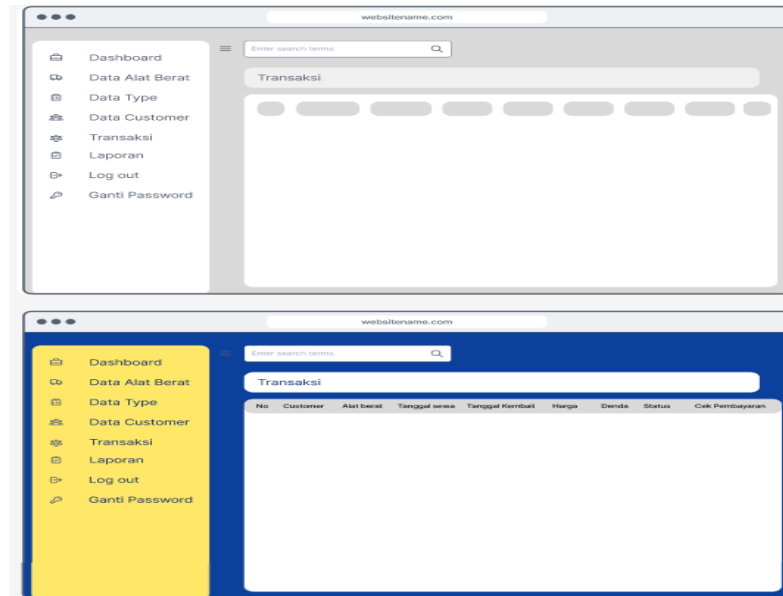 websitename.com
Enter search terms
Dashboard
Data Alat Berat
Transaksi
Data Type
Data Customer
Transaksi
Laporan
Log out
Ganti Password
websitename.com
Enter search terms
Dashboard
Data Alat Berat
Transaksi
Data Type
No Customer Alat berat Tanggal sewa Tanggal Kembali Harga Denda Status Cek Pembayaran
Data Customer
Transaksi
Laporan
Log out
Ganti Password